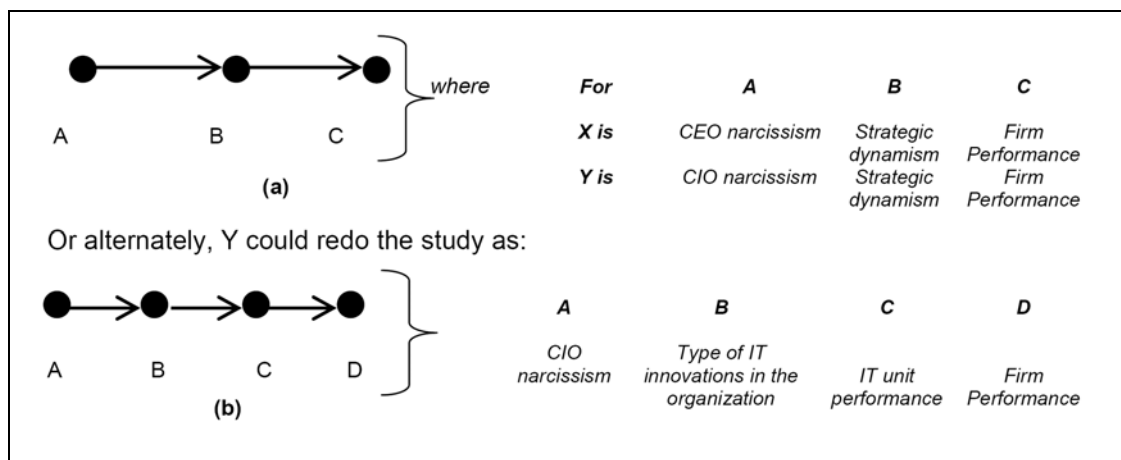 where
For A B C
X is CEO narcissism Strategic dynamism Firm Performance
Y is CIO narcissism Strategic dynamism Firm Performance
A B C
(a)
Or alternately, Y could redo the study as:
A B C D
CIO narcissism Type of IT innovations in the organization IT unit performance Firm Performance
A B C D
(b)